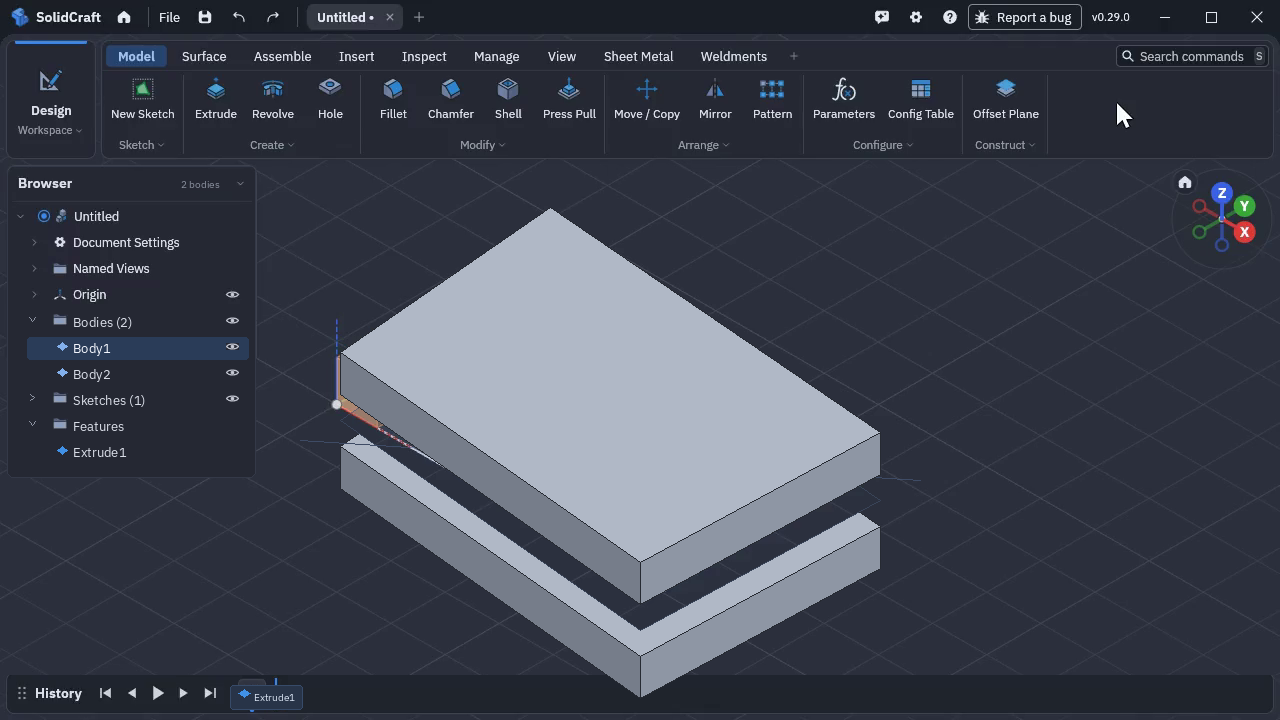 SolidCraft File Untitled • Report a bug v0.29.0
Model Surface Assemble Insert Inspect Manage View Sheet Metal Weldments Search commands S
Design
Workspace
New Sketch Extrude Revolve Hole Fillet Chamfer Shell Press Pull Move / Copy Mirror Pattern Parameters Config Table Offset Plane
Sketch Create Modify Arrange Configure Construct
Browser 2 bodies
Untitled
Document Settings
Named Views
Origin
Bodies (2)
Body1
Body2
Sketches (1)
Features
Extrude1
Z
Y
X
History
Extrude1